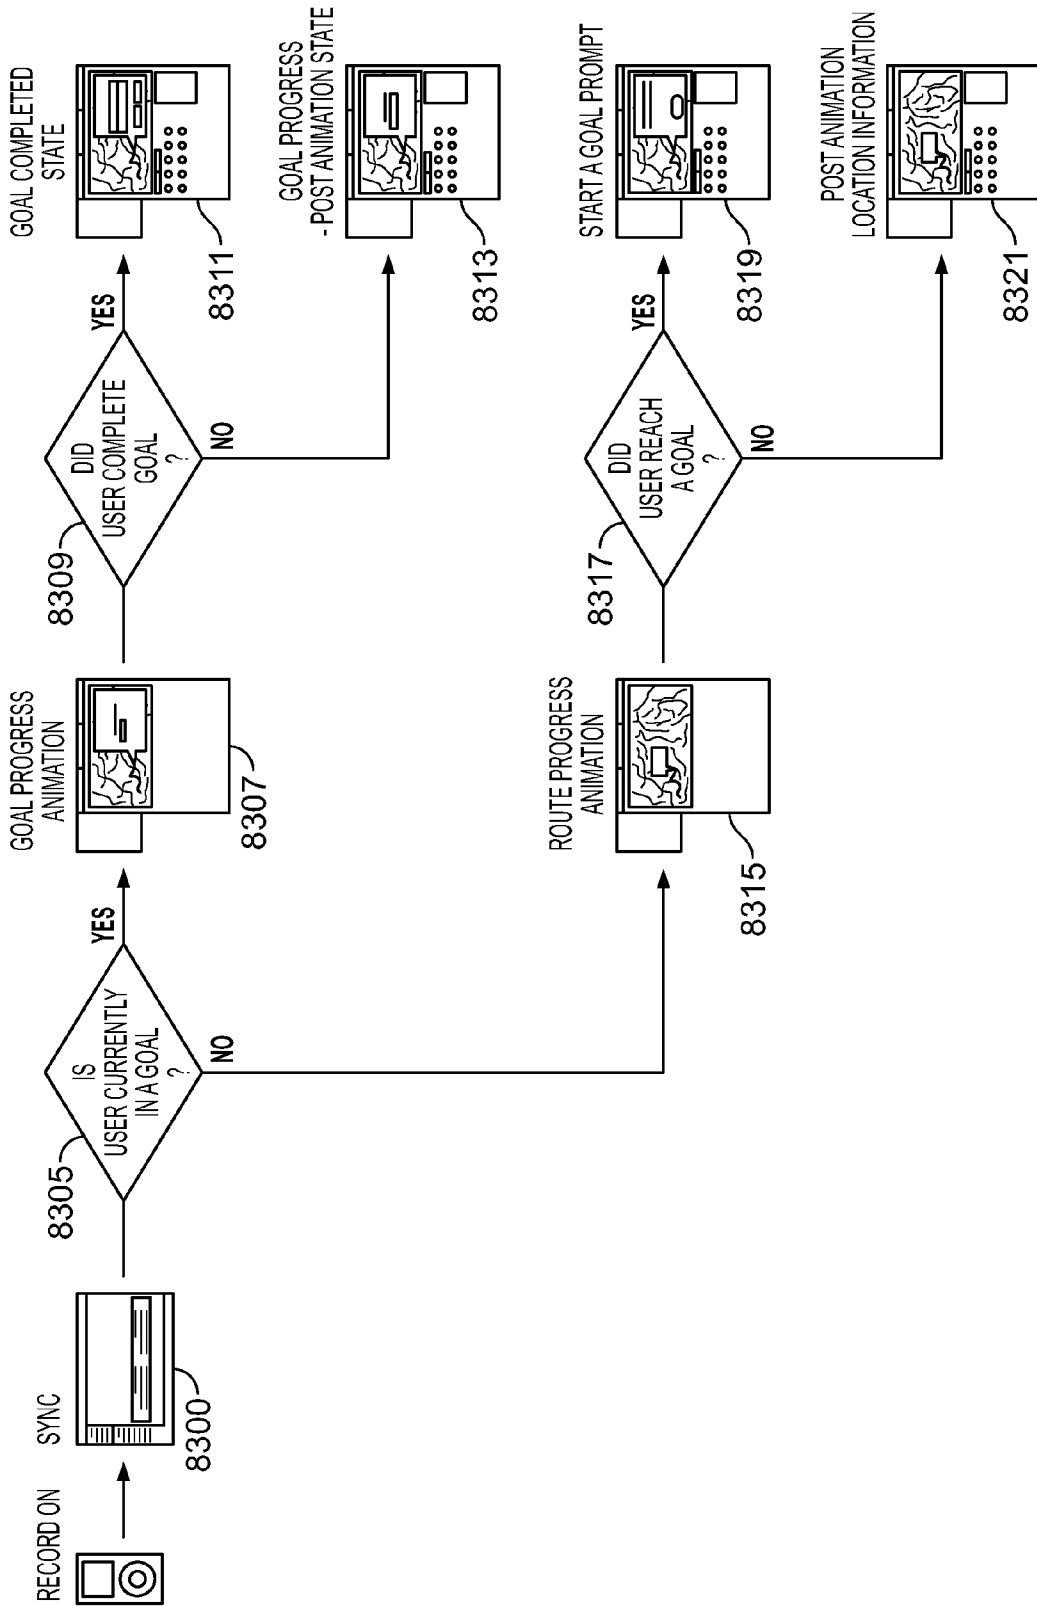 RECORD ON
SYNC
8300
IS
USER CURRENTLY
IN A GOAL
?
8305
YES
NO
GOAL PROGRESS
ANIMATION
8307
DID
USER COMPLETE
GOAL
?
8309
YES
NO
GOAL COMPLETED
STATE
8311
GOAL PROGRESS
- POST ANIMATION STATE
8313
ROUTE PROGRESS
ANIMATION
8315
DID
USER REACH
A GOAL
?
8317
YES
NO
START A GOAL PROMPT
8319
POST ANIMATION
LOCATION INFORMATION
8321